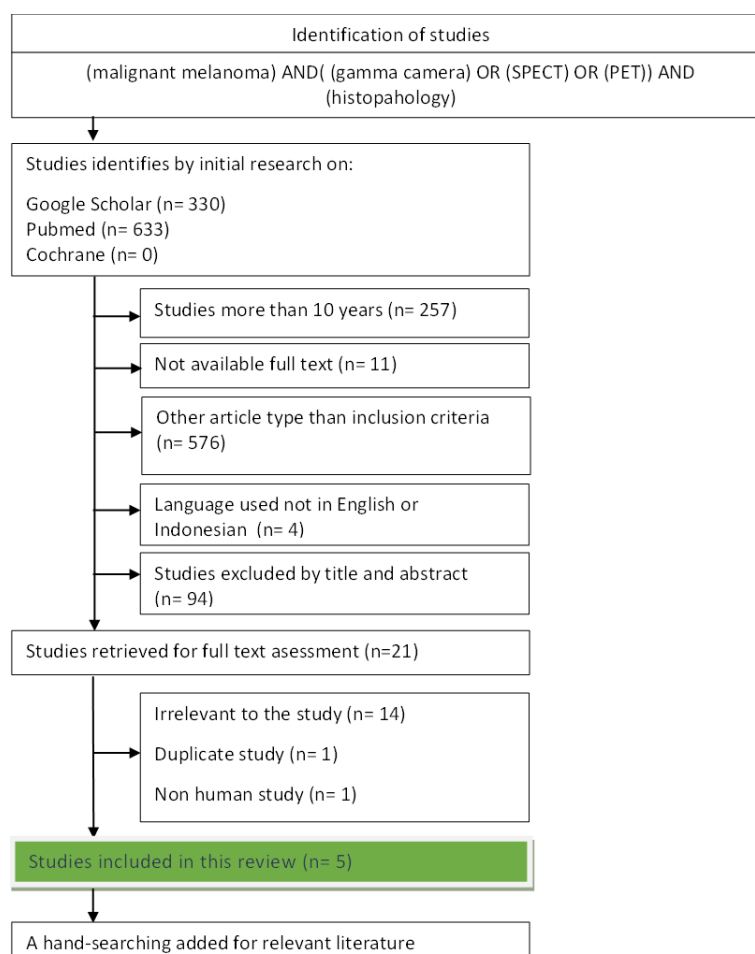 Identification of studies
(malignant melanoma) AND( (gamma camera) OR (SPECT) OR (PET)) AND
(histopahology)
Studies identifies by initial research on:
Google Scholar (n= 330)
Pubmed (n= 633)
Cochrane (n= 0)
Studies more than 10 years (n= 257)
Not available full text (n= 11)
Other article type than inclusion criteria
(n= 576)
Language used not in English or
Indonesian (n= 4)
Studies excluded by title and abstract
(n= 94)
Studies retrieved for full text asessment (n=21)
Irrelevant to the study (n= 14)
Duplicate study (n= 1)
Non human study (n= 1)
Studies included in this review (n= 5)
A hand-searching added for relevant literature